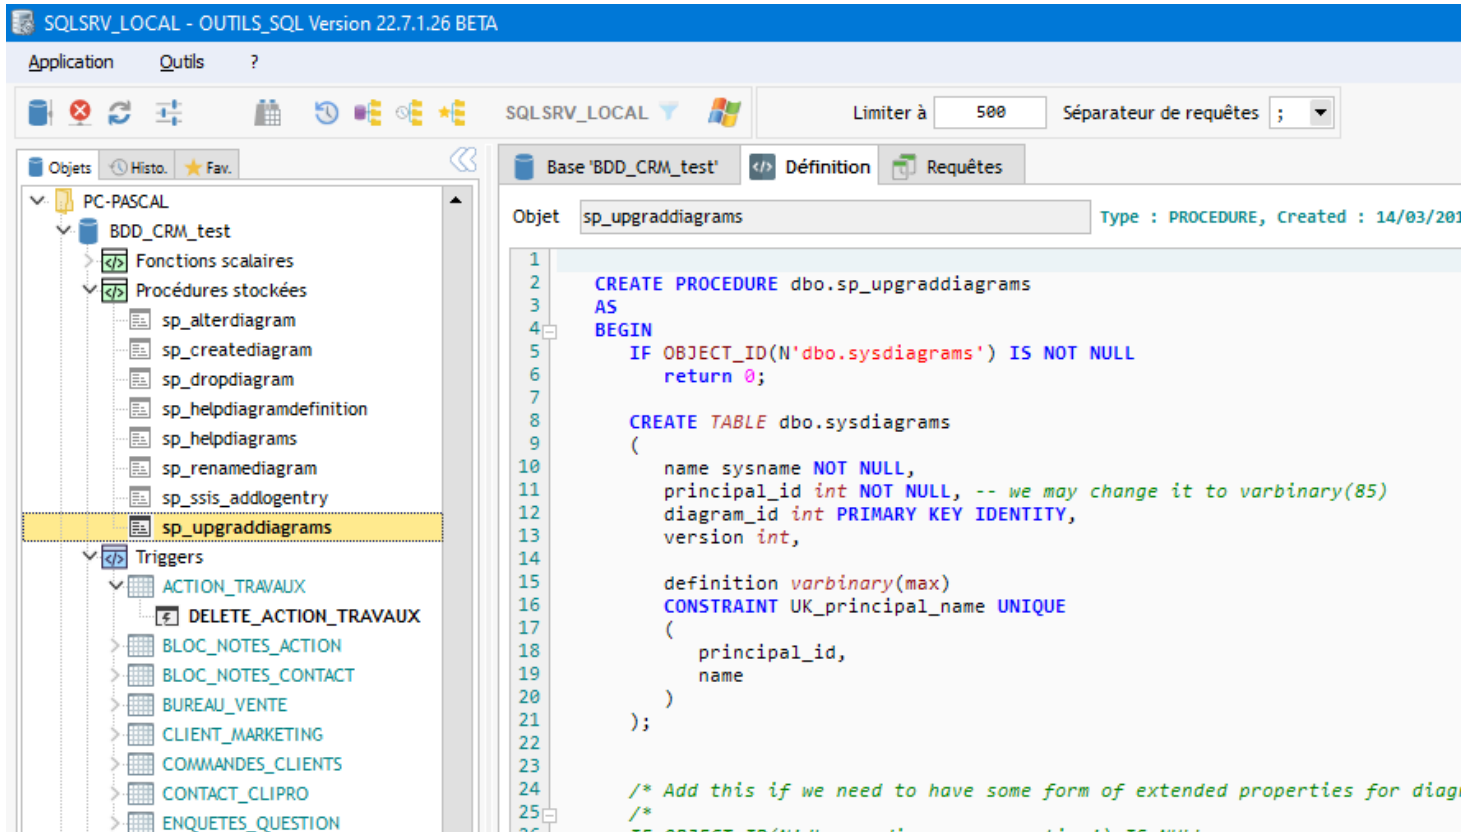 SQLSRV_LOCAL - OUTILS_SQL Version 22.7.1.26 BETA
Application Outils ?
SQLSRV_LOCAL Limiter à 500 Séparateur de requêtes ;
Objets Histo. Fav.
PC-PASCAL
BDD_CRM_test
Fonctions scalaires
Procédures stockées
sp_alterdiagram
sp_creatediagram
sp_dropdiagram
sp_helpdiagramdefinition
sp_helpdiagrams
sp_renamediagram
sp_ssis_addlogentry
sp_upgraddiagrams
Triggers
ACTION_TRAVAUX
DELETE_ACTION_TRAVAUX
BLOC_NOTES_ACTION
BLOC_NOTES_CONTACT
BUREAU_VENTE
CLIENT_MARKETING
COMMANDES_CLIENTS
CONTACT_CLIPRO
ENQUETES_QUESTION
Base 'BDD_CRM_test' Définition Requêtes
Objet sp_upgraddiagrams Type : PROCEDURE, Created : 14/03/201
1
2 CREATE PROCEDURE dbo.sp_upgraddiagrams
3 AS
4 BEGIN
5 IF OBJECT_ID(N'dbo.sysdiagrams') IS NOT NULL
6 return 0;
7
8 CREATE TABLE dbo.sysdiagrams
9 (
10 name sysname NOT NULL,
11 principal_id int NOT NULL, -- we may change it to varbinary(85)
12 diagram_id int PRIMARY KEY IDENTITY,
13 version int,
14
15 definition varbinary(max)
16 CONSTRAINT UK_principal_name UNIQUE
17 (
18 principal_id,
19 name
20 )
21 );
22
23
24 /* Add this if we need to have some form of extended properties for diag
25 /*